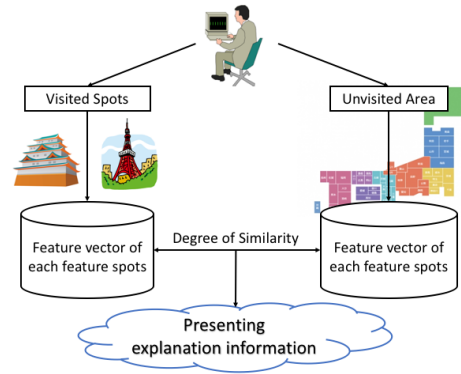 Visited Spots
Unvisited Area
Feature vector of
each feature spots
Degree of Similarity
Feature vector of
each feature spots
Presenting
explanation information